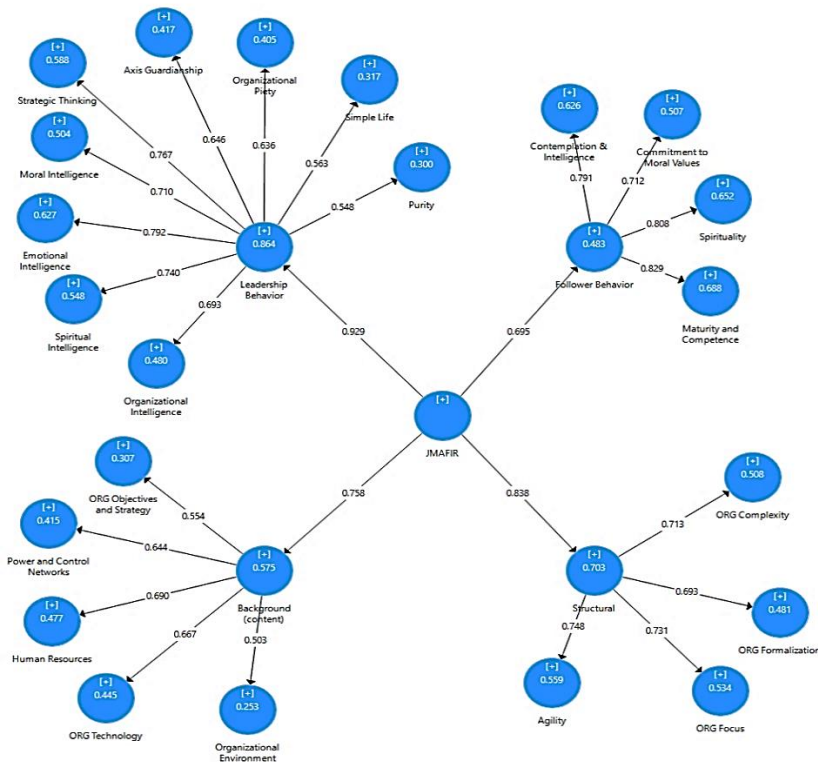 [+]
0.417
Axis Guardianship
[+]
0.405
Organizational
Piety
[+]
0.588
Strategic Thinking
[+]
0.317
Simple Life
[+]
0.504
Moral Intelligence
[+]
0.300
Purity
[+]
0.627
Emotional
Intelligence
[+]
0.548
Spiritual
Intelligence
[+]
0.480
Organizational
Intelligence
0.767
0.646
0.636
0.563
0.548
0.710
0.792
0.740
0.693
[+]
0.864
Leadership
Behavior
[+]
0.626
Contemplation &
Intelligence
[+]
0.507
Commitment to
Moral Values
[+]
0.652
Spirituality
[+]
0.688
Maturity and
Competence
0.791
0.712
0.808
0.829
[+]
0.483
Follower Behavior
0.929
0.695
[+]
JMAFIR
0.758
0.838
[+]
0.307
ORG Objectives
and Strategy
[+]
0.415
Power and Control
Networks
[+]
0.477
Human Resources
[+]
0.445
ORG Technology
[+]
0.253
Organizational
Environment
0.554
0.644
0.690
0.667
0.503
[+]
0.575
Background
(content)
[+]
0.508
ORG Complexity
[+]
0.481
ORG Formalization
[+]
0.534
ORG Focus
[+]
0.559
Agility
0.713
0.693
0.731
0.748
[+]
0.703
Structural